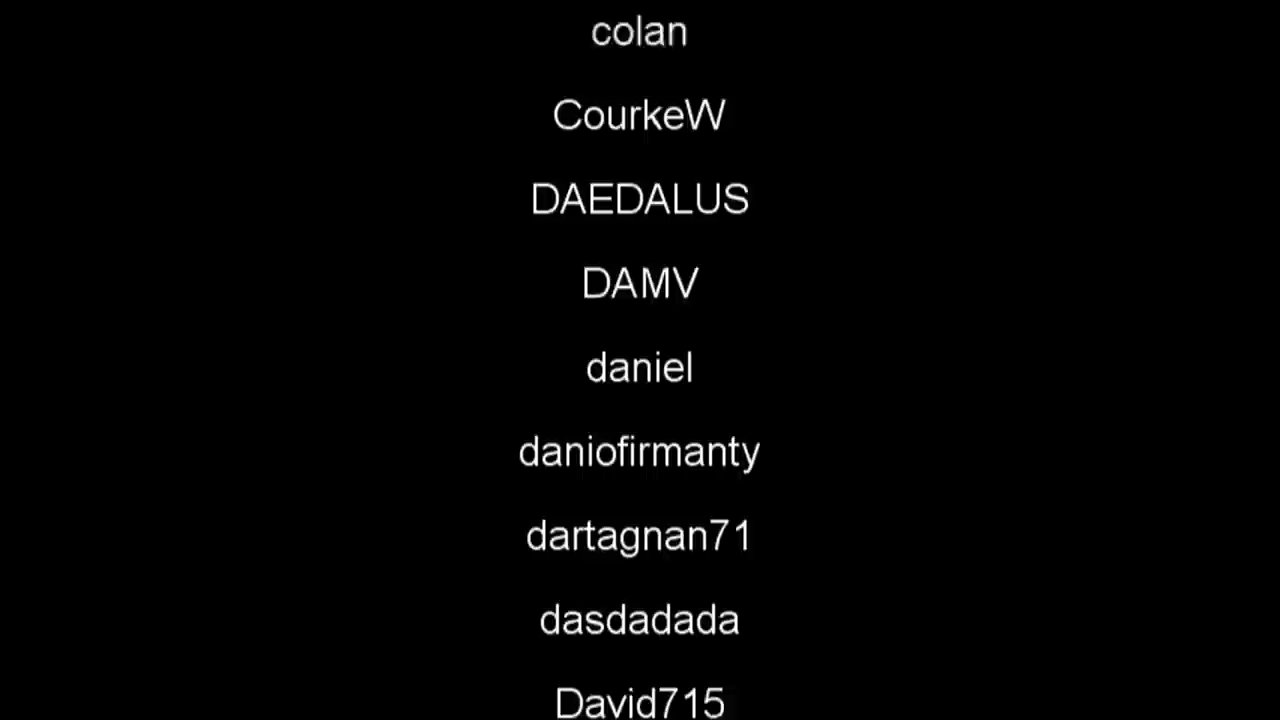 colan
CourkeW
DAEDALUS
DAMV
daniel
daniofirmanty
dartagnan71
dasdadada
David715